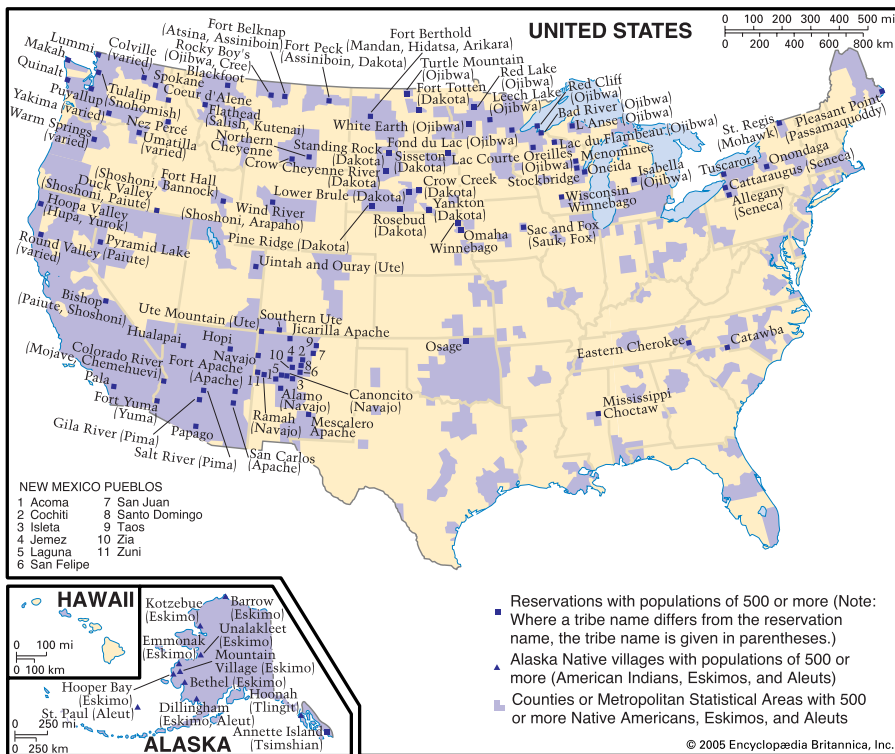 UNITED STATES
0 100 200 300 400 500 mi
0 200 400 600 800 km
Fort Belknap
(Atsina, Assiniboin)
Rocky Boy's
(Ojibwa, Cree)
Fort Peck
(Assiniboin, Dakota)
Fort Berthold
(Mandan, Hidatsa, Arikara)
Turtle Mountain
(Ojibwa)
Fort Totten
(Dakota)
Red Lake
(Ojibwa)
Leech Lake
(Ojibwa)
Red Cliff
(Ojibwa)
Bad River (Ojibwa)
L'Anse (Ojibwa)
Lac du Flambeau (Ojibwa)
Lummi
Makah
Quinalt
Colville
(varied)
Spokane
Blackfoot
Coeur d'Alene
Puyallup
Tulalip
(Snohomish)
Yakima (varied)
Flathead
(Salish, Kutenai)
Nez Percé
Umatilla
(varied)
Warm Springs
(varied)
Northern
Cheyenne
Crow
White Earth (Ojibwa)
Standing Rock
(Dakota)
Cheyenne River
(Dakota)
Fond du Lac (Ojibwa)
Sisseton
(Dakota)
Lac Courte Oreilles
(Ojibwa)
Menominee
Oneida
Stockbridge
Isabella
(Ojibwa)
Wisconsin
Winnebago
St. Regis
(Mohawk)
Pleasant Point
(Passamaquoddy)
Tuscarora
Onondaga
Cattaraugus (Seneca)
Allegany
(Seneca)
Fort Hall
(Shoshoni, Bannock)
Duck Valley
(Shoshoni, Paiute)
Hoopa Valley
(Hupa, Yurok)
Wind River
(Shoshoni, Arapaho)
Lower Brule (Dakota)
Crow Creek
(Dakota)
Yankton
(Dakota)
Rosebud
(Dakota)
Pine Ridge (Dakota)
Omaha
Winnebago
Sac and Fox
(Sauk, Fox)
Round Valley
(varied)
Pyramid Lake
(Paiute)
Uintah and Ouray (Ute)
Bishop
(Paiute, Shoshoni)
Ute Mountain (Ute)
Southern Ute
Jicarilla Apache
Hualapai
Hopi
Navajo
Colorado River
(Mojave, Chemehuevi)
Fort Apache
(Apache)
9
10 4 2 7
5 8 6
11 1 3
Pala
Fort Yuma
(Yuma)
Gila River (Pima)
Papago
Salt River (Pima)
San Carlos
(Apache)
Ramah
(Navajo)
Alamo
(Navajo)
Mescalero
Apache
Canoncito
(Navajo)
Osage
Eastern Cherokee
Catawba
Mississippi
Choctaw
NEW MEXICO PUEBLOS
1 Acoma 7 San Juan
2 Cochiti 8 Santo Domingo
3 Isleta 9 Taos
4 Jemez 10 Zia
5 Laguna 11 Zuni
6 San Felipe
HAWAII
0 100 mi
0 100 km
Kotzebue
(Eskimo)
Barrow
(Eskimo)
Unalakleet
(Eskimo)
Emmonak
(Eskimo)
Mountain
Village (Eskimo)
Bethel (Eskimo)
Hooper Bay
(Eskimo)
St. Paul (Aleut)
Dillingham
(Eskimo, Aleut)
Hoonah
(Tlingit)
Annette Island
(Tsimshian)
0 250 mi
0 250 km
ALASKA
Reservations with populations of 500 or more (Note:
Where a tribe name differs from the reservation
name, the tribe name is given in parentheses.)
Alaska Native villages with populations of 500 or
more (American Indians, Eskimos, and Aleuts)
Counties or Metropolitan Statistical Areas with 500
or more Native Americans, Eskimos, and Aleuts
© 2005 Encyclopædia Britannica, Inc.